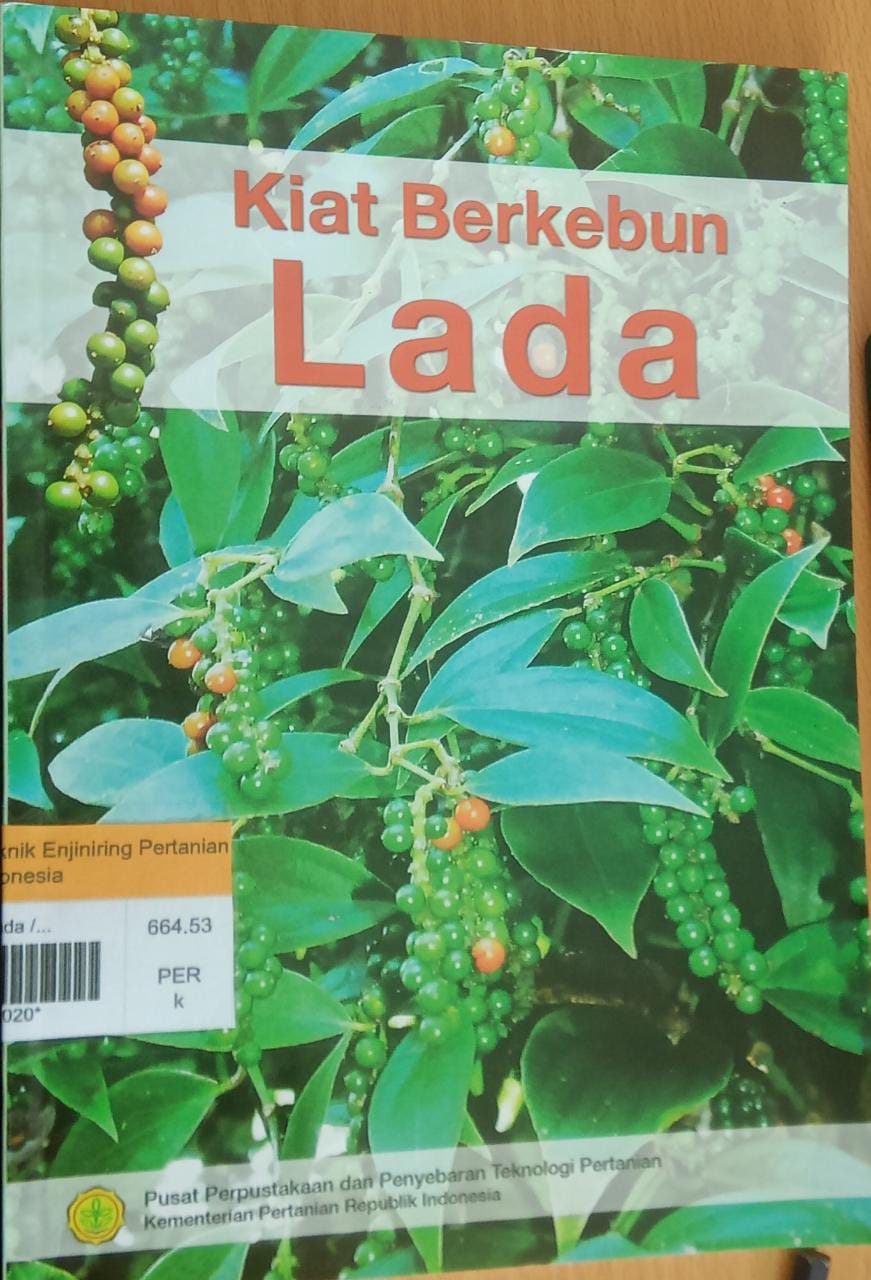 Kiat Berkebun
Lada
knik Enjiniring Pertanian
onesia
da /...
664.53
PER
k
020*
Pusat Perpustakaan dan Penyebaran Teknologi Pertanian
Kementerian Pertanian Republik Indonesia